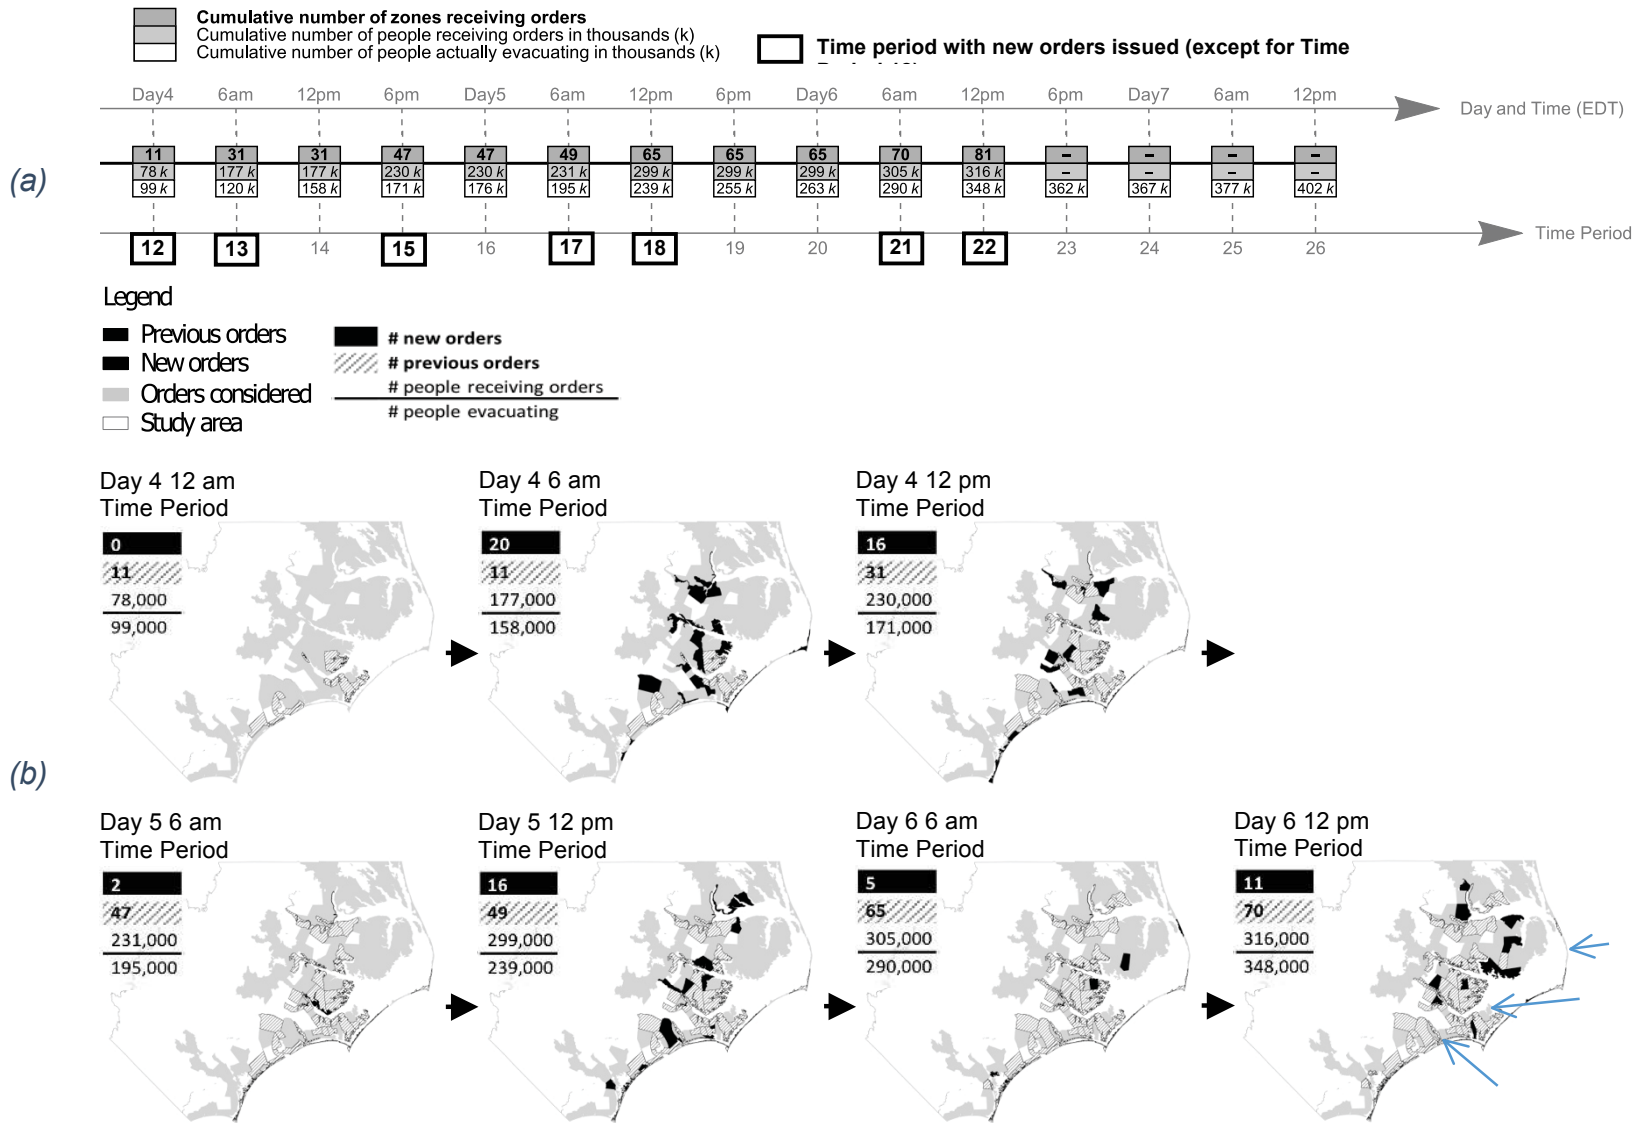 Cumulative number of zones receiving orders
Cumulative number of people receiving orders in thousands (k)
Cumulative number of people actually evacuating in thousands (k)
Time period with new orders issued (except for Time
Day4 6am 12pm 6pm Day5 6am 12pm 6pm Day6 6am 12pm 6pm Day7 6am 12pm
Day and Time (EDT)
(a)
11 31 31 47 47 49 65 65 65 70 81 – – – –
78 k 177 k 177 k 230 k 230 k 231 k 299 k 299 k 299 k 305 k 316 k – – – –
99 k 120 k 158 k 171 k 176 k 195 k 239 k 255 k 263 k 290 k 348 k 362 k 367 k 377 k 402 k
12 13 14 15 16 17 18 19 20 21 22 23 24 25 26
Time Period
Legend
Previous orders
New orders
Orders considered
Study area
# new orders
# previous orders
# people receiving orders
# people evacuating
(b)
Day 4 12 am
Time Period
0
11
78,000
99,000
Day 4 6 am
Time Period
20
11
177,000
158,000
Day 4 12 pm
Time Period
16
31
230,000
171,000
Day 5 6 am
Time Period
2
47
231,000
195,000
Day 5 12 pm
Time Period
16
49
299,000
239,000
Day 6 6 am
Time Period
5
65
305,000
290,000
Day 6 12 pm
Time Period
11
70
316,000
348,000